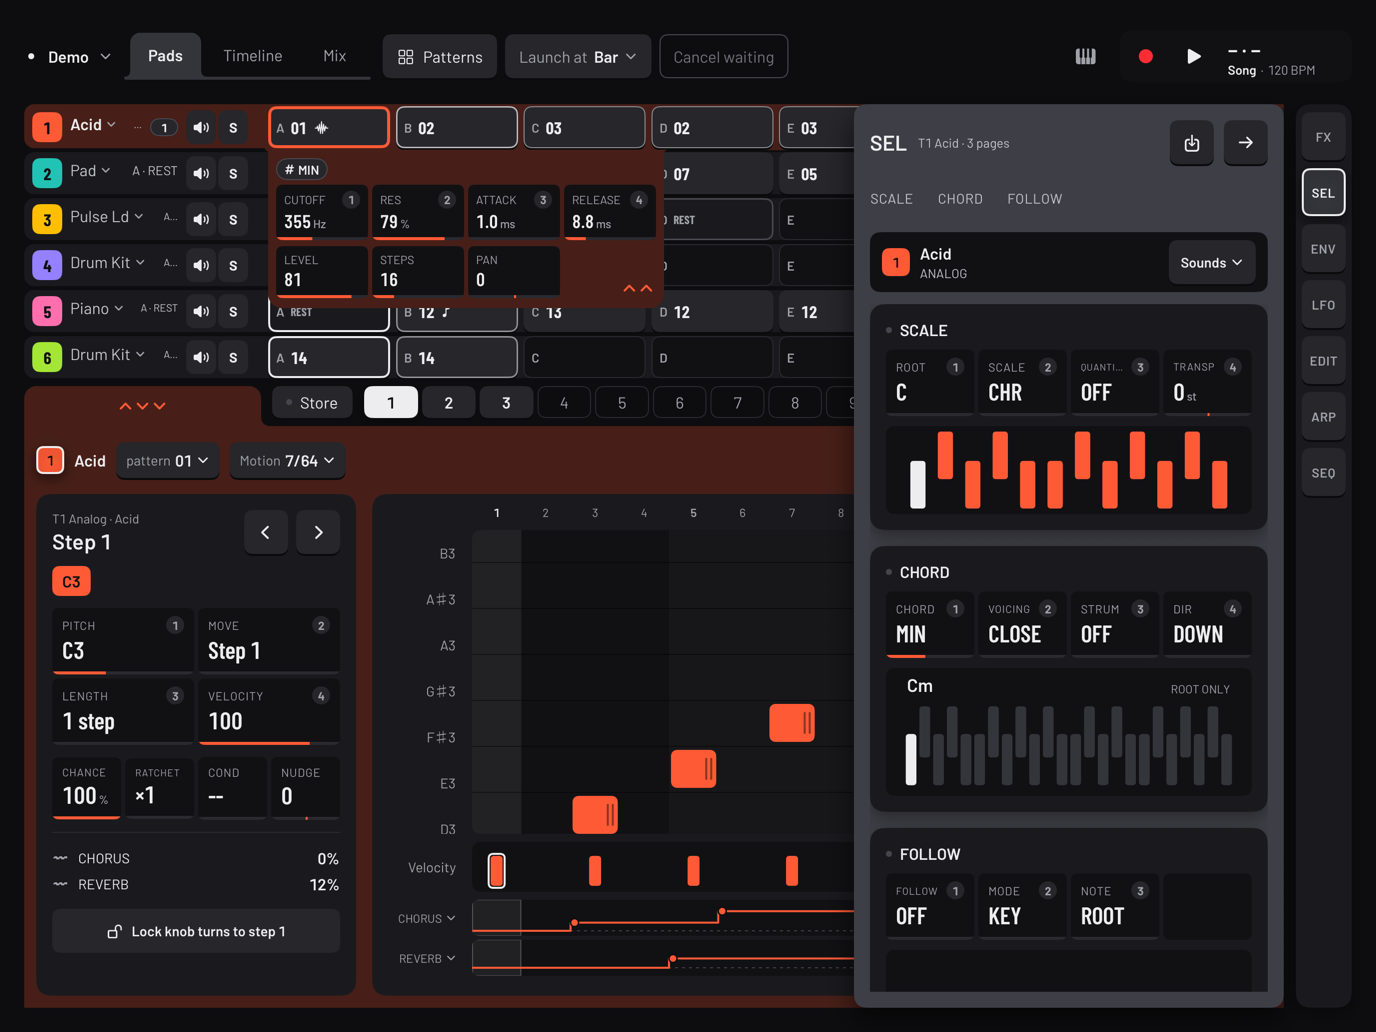 Demo Pads Timeline Mix Patterns Launch at Bar Cancel waiting
Song · 120 BPM
1 Acid ... 1 S A 01 B 02 C 03 D 02 E 03
2 Pad A · REST S 07 E 05
3 Pulse Ld A... S REST E
4 Drum Kit A... S E
5 Piano A · REST S A REST B 12 C 13 D 12 E 12
6 Drum Kit A... S A 14 B 14 C D E
# MIN
CUTOFF 1 RES 2 ATTACK 3 RELEASE 4
355 Hz 79 % 1.0 ms 8.8 ms
LEVEL STEPS PAN
81 16 0
Store 1 2 3 4 5 6 7 8 9
1 Acid pattern 01 Motion 7/64
T1 Analog · Acid
Step 1
C3
PITCH 1 MOVE 2
C3 Step 1
LENGTH 3 VELOCITY 4
1 step 100
CHANCE RATCHET COND NUDGE
100 % ×1 -- 0
CHORUS 0%
REVERB 12%
Lock knob turns to step 1
1 2 3 4 5 6 7 8
B3
A♯3
A3
G♯3
F♯3
E3
D3
Velocity
CHORUS
REVERB
SEL T1 Acid · 3 pages
SCALE CHORD FOLLOW
1 Acid Sounds
ANALOG
SCALE
ROOT 1 SCALE 2 QUANTI... 3 TRANSP 4
C CHR OFF 0 st
CHORD
CHORD 1 VOICING 2 STRUM 3 DIR 4
MIN CLOSE OFF DOWN
Cm ROOT ONLY
FOLLOW
FOLLOW 1 MODE 2 NOTE 3
OFF KEY ROOT
FX
SEL
ENV
LFO
EDIT
ARP
SEQ